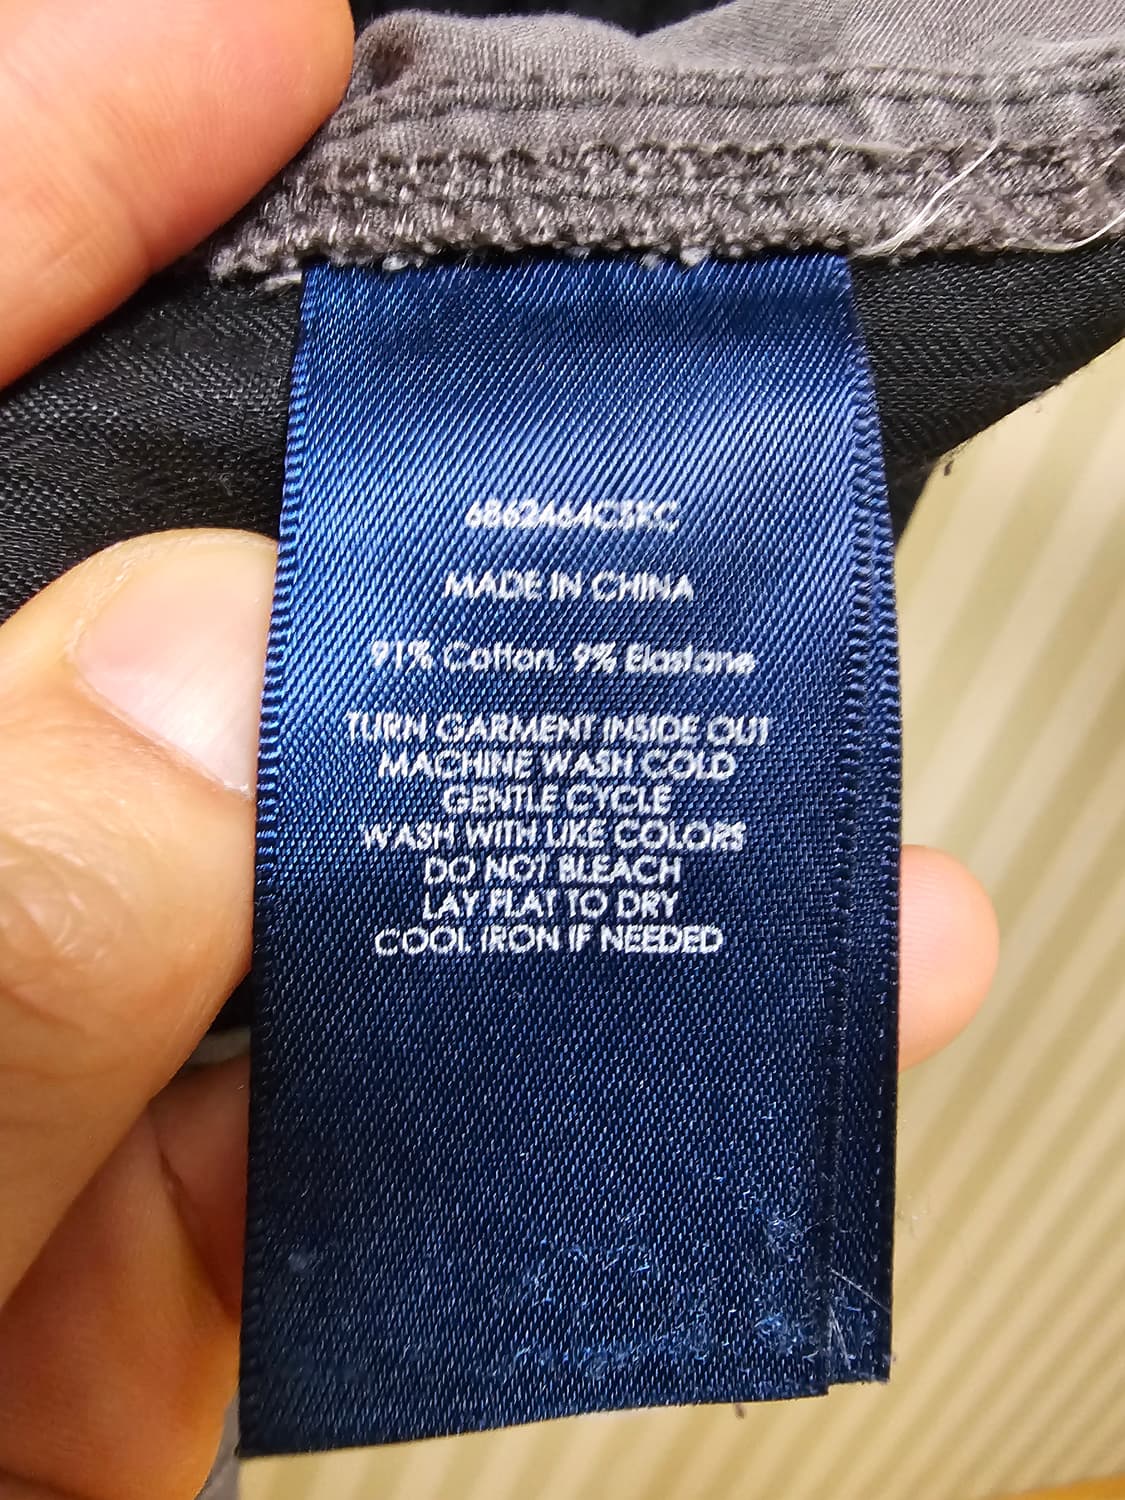 MADE IN CHINA
91% Cotton, 9% Elastane
TURN GARMENT INSIDE OUT
MACHINE WASH COLD
GENTLE CYCLE
WASH WITH LIKE COLORS
DO NOT BLEACH
LAY FLAT TO DRY
COOL IRON IF NEEDED